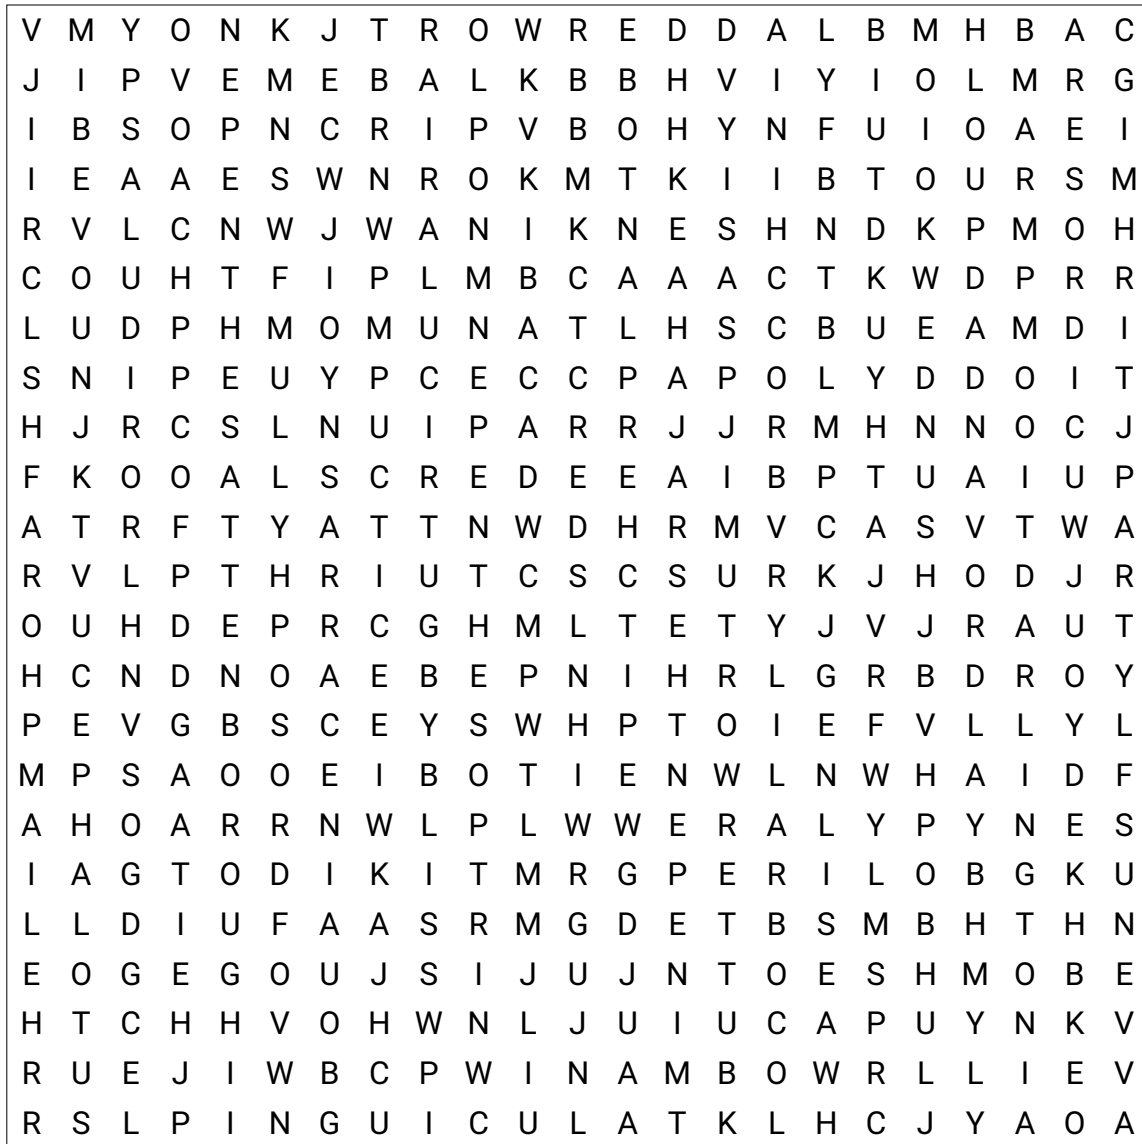 V M Y O N K J T R O W R E D D A L B M H B A C
J I P V E M E B A L K B B H V I Y I O L M R G
I B S O P N C R I P V B O H Y N F U I O A E I
I E A A E S W N R O K M T K I I B T O U R S M
R V L C N W J W A N I K N E S H N D K P M O H
C O U H T F I P L M B C A A A C T K W D P R R
L U D P H M O M U N A T L H S C B U E A M D I
S N I P E U Y P C E C C P A P O L Y D D O I T
H J R C S L N U I P A R R J J R M H N N O C J
F K O O A L S C R E D E E A I B P T U A I U P
A T R F T Y A T T N W D H R M V C A S V T W A
R V L P T H R I U T C S C S U R K J H O D J R
O U H D E P R C G H M L T E T Y J V J R A U T
H C N D N O A E B E P N I H R L G R B D R O Y
P E V G B S C E Y S W H P T O I E F V L L Y L
M P S A O O E I B O T I E N W L N W H A I D F
A H O A R R N W L P L W W E R A L Y P Y N E S
I A G T O D I K I T M R G P E R I L O B G K U
L L D I U F A A S R M G D E T B S M B H T H N
E O G E G O U J S I J U J N T O E S H M O B E
H T C H H V O H W N L J U I U C A P U Y N K V
R U E J I W B C P W I N A M B O W R L L I E V
R S L P I N G U I C U L A T K L H C J Y A O A